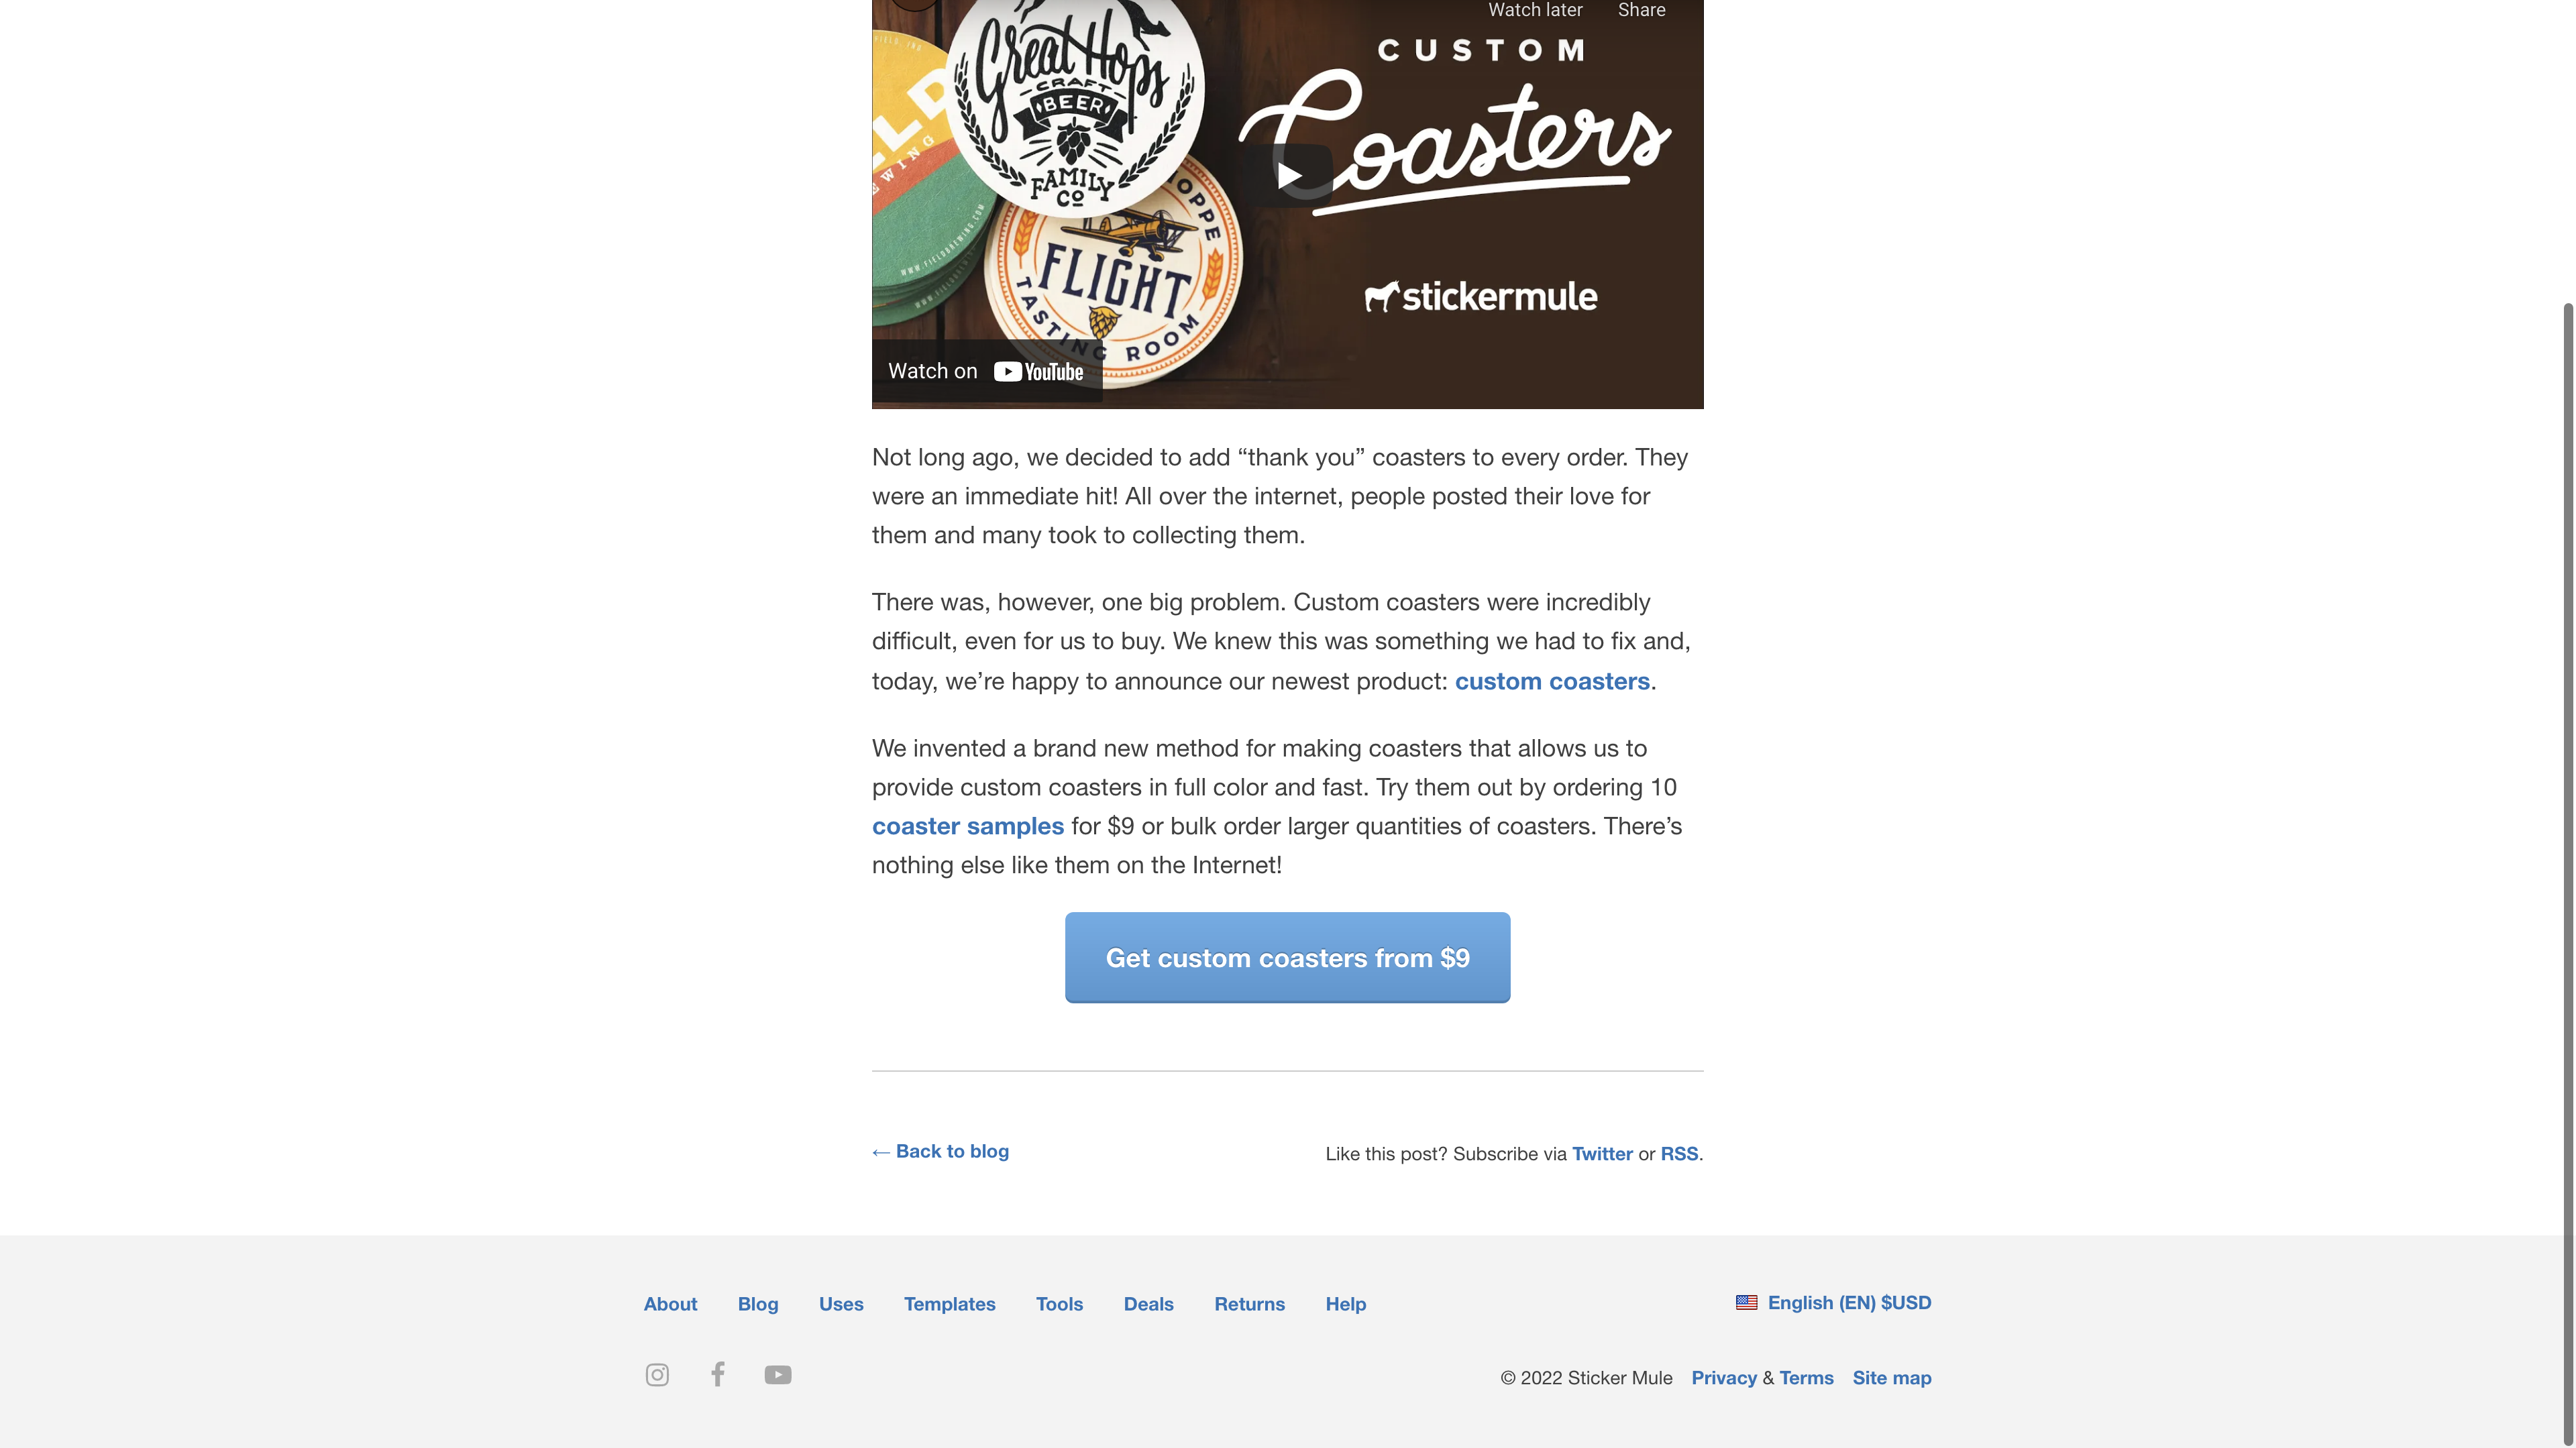 Watch later Share
CUSTOM
Coasters
stickermule
Great Hops
CRAFT
BEER
FAMILY
CO
FLIGHT
TASTING ROOM
WWW.FIELDBREWING.COM
Watch on YouTube
Not long ago, we decided to add “thank you” coasters to every order. They
were an immediate hit! All over the internet, people posted their love for
them and many took to collecting them.
There was, however, one big problem. Custom coasters were incredibly
difficult, even for us to buy. We knew this was something we had to fix and,
today, we’re happy to announce our newest product: custom coasters.
We invented a brand new method for making coasters that allows us to
provide custom coasters in full color and fast. Try them out by ordering 10
coaster samples for $9 or bulk order larger quantities of coasters. There’s
nothing else like them on the Internet!
Get custom coasters from $9
← Back to blog
Like this post? Subscribe via Twitter or RSS.
About Blog Uses Templates Tools Deals Returns Help
English (EN) $USD
© 2022 Sticker Mule Privacy & Terms Site map